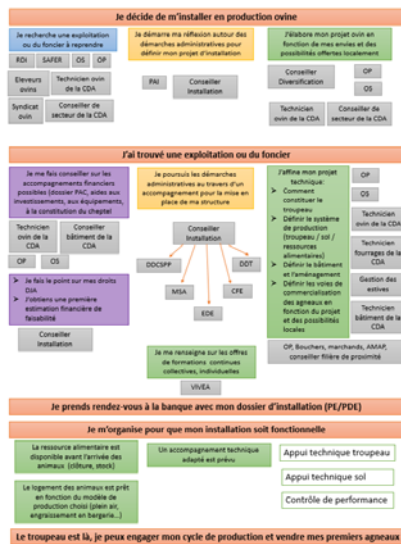 Je décide de m'installer en production ovine
Je recherche une exploitation
ou du foncier à reprendre
RDI
SAFER
OS
OP
Eleveurs
ovins
Technicien ovin
de la CDA
Syndicat
ovin
Conseiller de
secteur de la CDA
Je démarre ma réflexion autour des
démarches administratives pour
définir mon projet d'installation
PAI
Conseiller
Installation
J'élabore mon projet ovin en
fonction de mes envies et des
possibilités offertes localement
Conseiller
Diversification
OP
OS
Technicien
ovin de la CDA
Conseiller de
secteur de la CDA
J'ai trouvé une exploitation ou du foncier
Je me fais conseiller sur les
accompagnements financiers
possibles (dossier PAC, aides aux
investissements, aux équipements,
à la constitution du cheptel
Technicien
ovin de la
CDA
Conseiller
bâtiment de la
CDA
OP
OS
➢ Je fais le point sur mes droits
DJA
➢ J'obtiens une première
estimation financière de
faisabilité
Conseiller
Installation
Je poursuis les démarches
administratives au travers d'un
accompagnement pour la mise en
place de ma structure
Conseiller
Installation
DDCSPP
DDT
MSA
CFE
EDE
Je me renseigne sur les offres
de formations continues
collectives, individuelles
VIVEA
J'affine mon projet
technique:
➢ Comment
constituer le
troupeau
➢ Définir le système
de production
(troupeau / sol /
ressources
alimentaires)
➢ Définir le bâtiment
et l'aménagement
➢ Définir les voies de
commercialisation
des agneaux en
fonction du projet
et des possibilités
locales
OP
OS
Technicien
ovin de la CDA
Technicien
fourrages de la
CDA
Gestion des
estives
Technicien
bâtiment de la
CDA
OP, Bouchers, marchands, AMAP,
conseiller filière de proximité
Je prends rendez-vous à la banque avec mon dossier d'installation (PE/PDE)
Je m'organise pour que mon installation soit fonctionnelle
La ressource alimentaire est
disponible avant l'arrivée des
animaux (clôture, stock)
Le logement des animaux est prêt
en fonction du modèle de
production choisi (plein air,
engraissement en bergerie...)
Un accompagnement technique
adapté est prévu
Appui technique troupeau
Appui technique sol
Contrôle de performance
Le troupeau est là, je peux engager mon cycle de production et vendre mes premiers agneaux